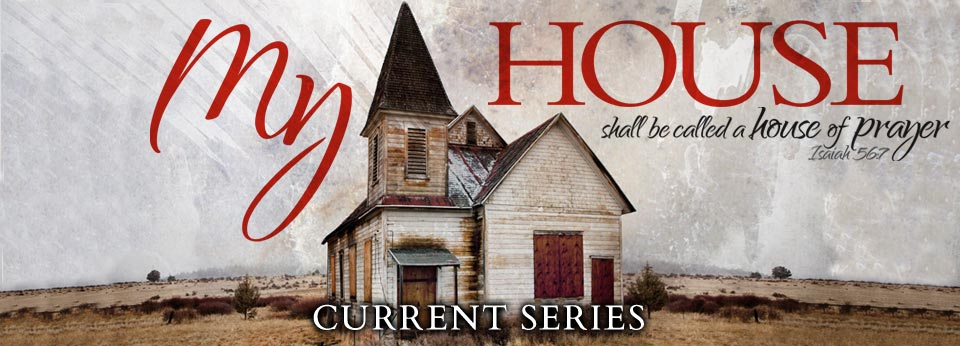 My HOUSE
shall be called a house of prayer
Isaiah 56:7
CURRENT SERIES